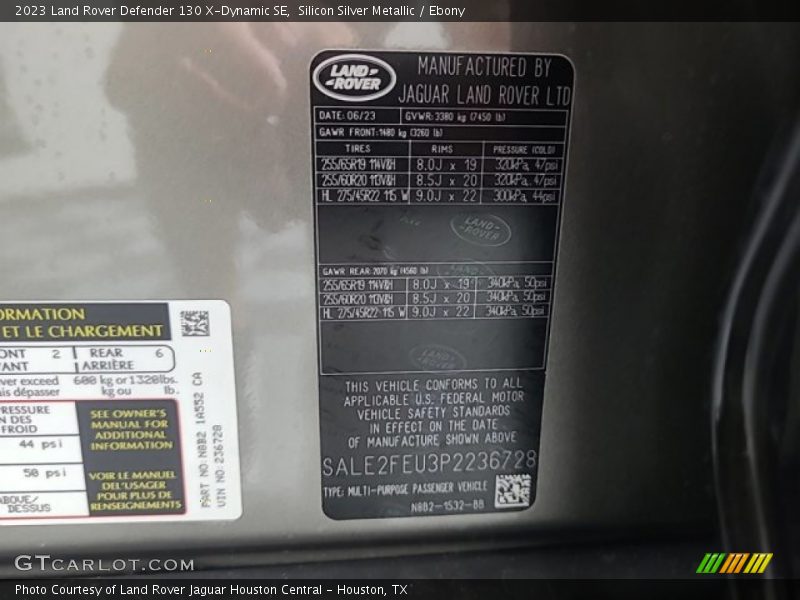 2023 Land Rover Defender 130 X-Dynamic SE, Silicon Silver Metallic / Ebony
LAND-
-ROVER
MANUFACTURED BY
JAGUAR LAND ROVER LTD
DATE: 06/23 GVWR: 3380 kg (7450 lb)
GAWR FRONT: 1480 kg (3260 lb)
TIRES RIMS PRESSURE (COLD)
255/65R19 114V&H 8.0J x 19 320kPa, 47psi
255/60R20 113V&H 8.5J x 20 320kPa, 47psi
HL 275/45R22 115 W 9.0J x 22 300kPa, 44psi
LAND-
-ROVER
GAWR REAR: 2070 kg (4560 lb)
255/65R19 114V&H 8.0J x 19 340kPa, 50psi
255/60R20 113V&H 8.5J x 20 340kPa, 50psi
HL 275/45R22 115 W 9.0J x 22 340kPa, 50psi
LAND-
-ROVER
THIS VEHICLE CONFORMS TO ALL
APPLICABLE U.S. FEDERAL MOTOR
VEHICLE SAFETY STANDARDS
IN EFFECT ON THE DATE
OF MANUFACTURE SHOWN ABOVE
SALE2FEU3P2236728
TYPE: MULTI-PURPOSE PASSENGER VEHICLE
N8B2-1532-BB
ORMATION
ET LE CHARGEMENT
ONT 2 REAR 6
VANT ARRIÈRE
ver exceed 600 kg or 1320lbs.
ais dépasser kg ou lb.
PRESSURE
N DES
FROID
44 psi
50 psi
ABOVE/
DESSUS
SEE OWNER'S
MANUAL FOR
ADDITIONAL
INFORMATION
VOIR LE MANUEL
DEL'USAGER
POUR PLUS DE
RENSEIGNEMENTS
PART NO: N8B2 1A552 CA
VIN NO: 236728
GTCARLOT.COM
Photo Courtesy of Land Rover Jaguar Houston Central - Houston, TX